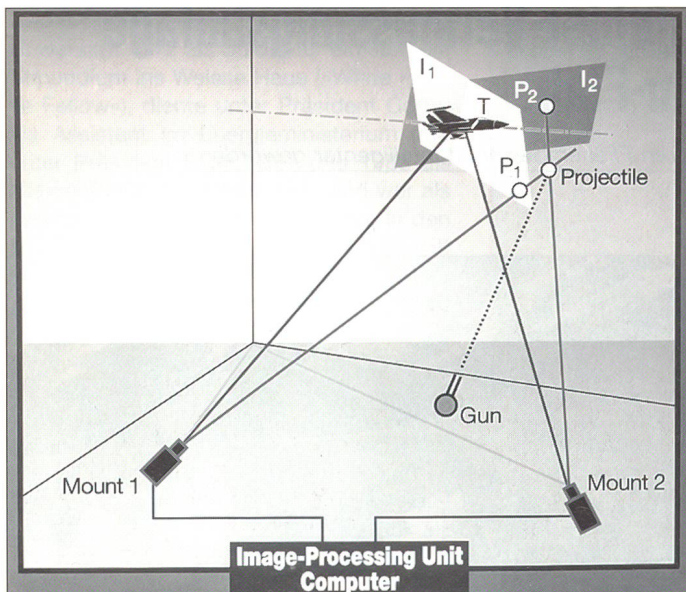 I₁
I₂
P₂
T
P₁
Projectile
Gun
Mount 1
Mount 2
Image-Processing Unit
Computer